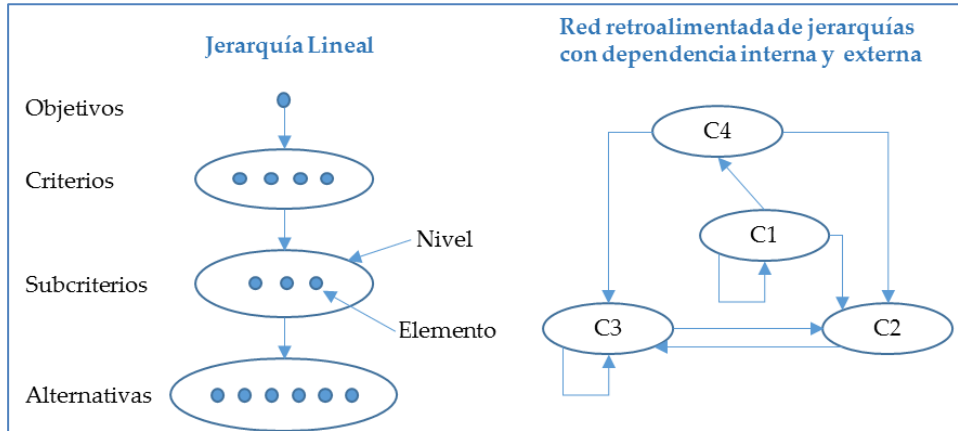 Jerarquía Lineal
Objetivos
Criterios
Nivel
Subcriterios
Elemento
Alternativas
Red retroalimentada de jerarquías
con dependencia interna y externa
C4
C1
C3
C2